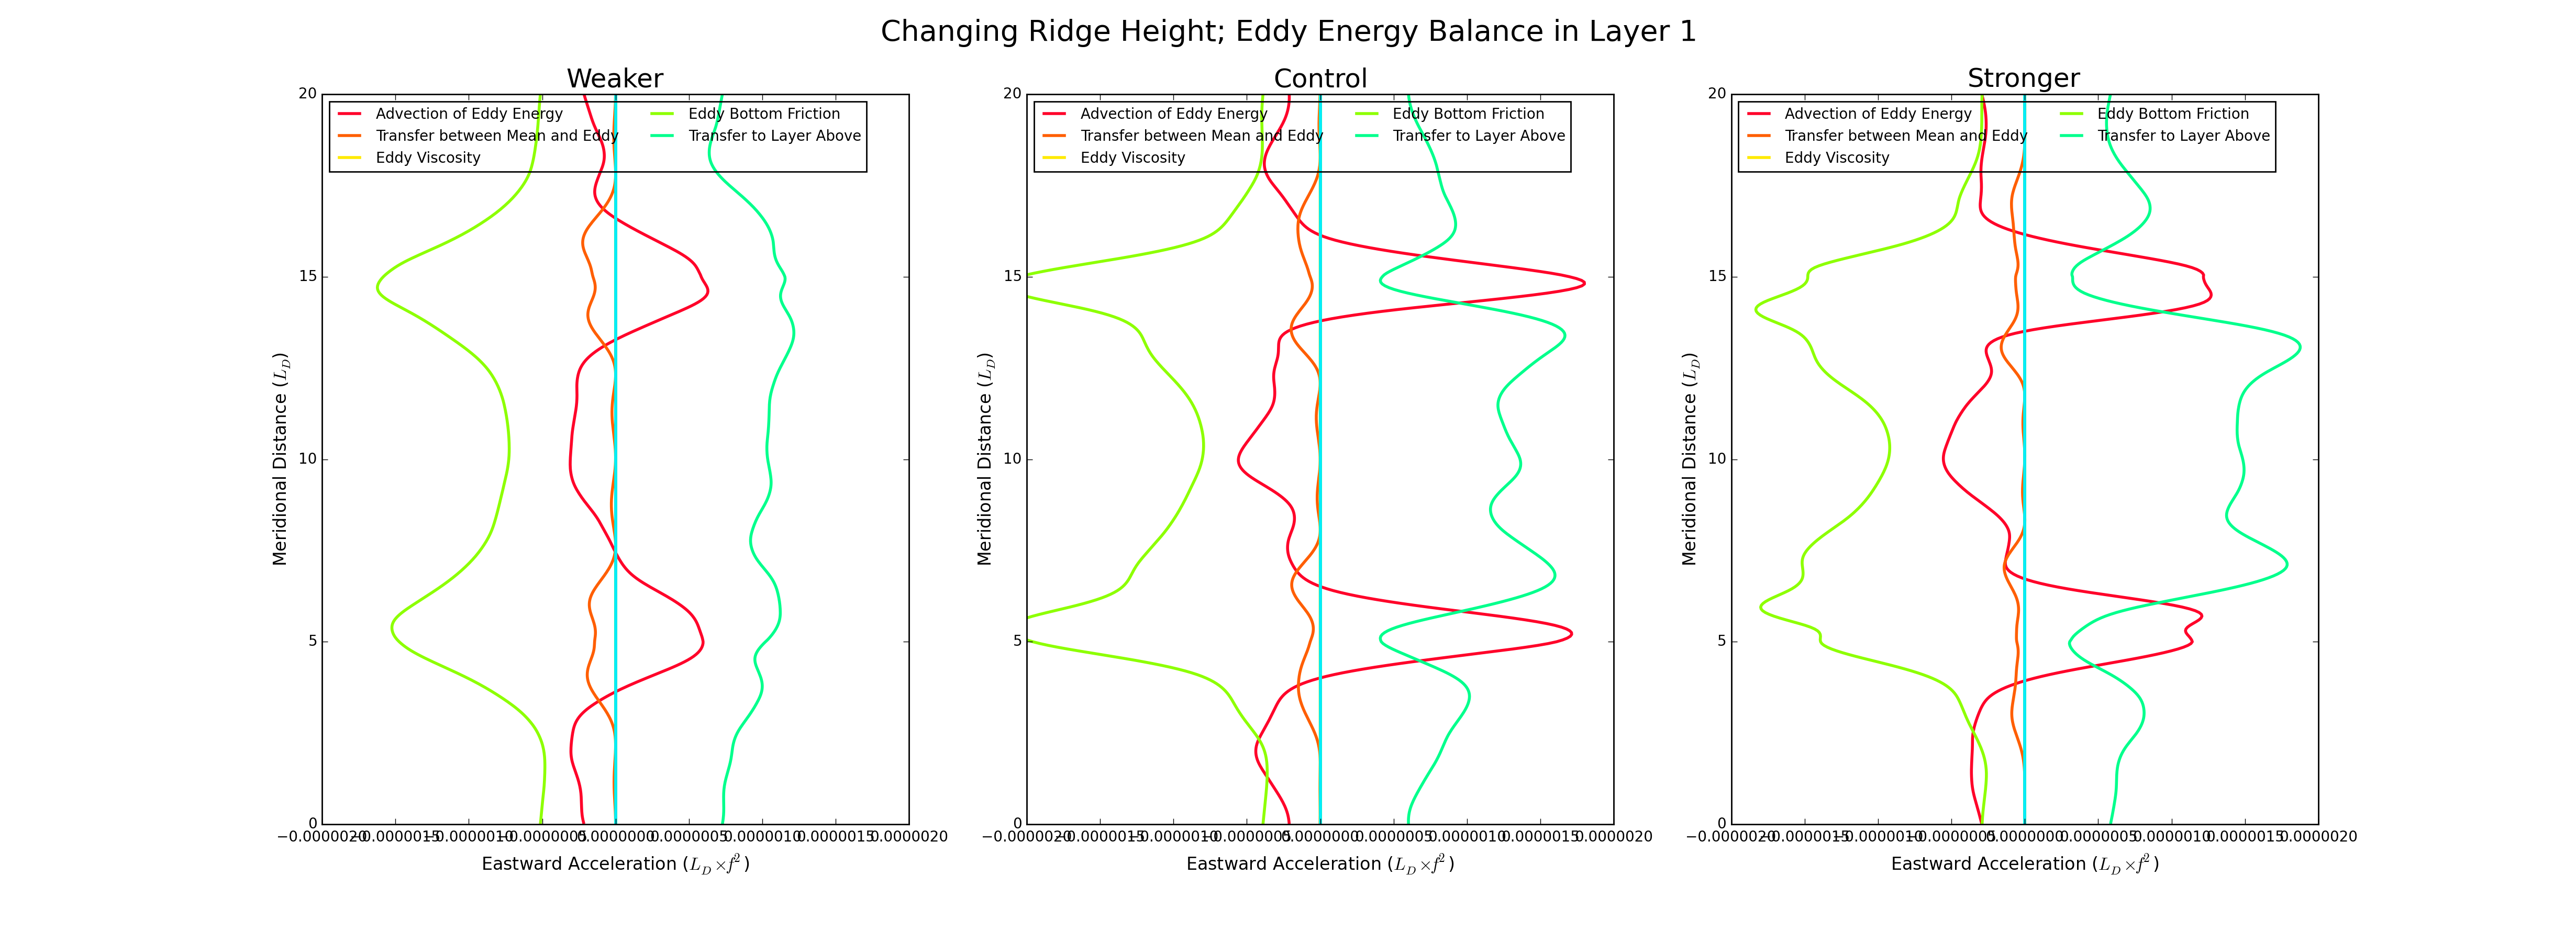 Changing Ridge Height; Eddy Energy Balance in Layer 1
Weaker
Advection of Eddy Energy
Transfer between Mean and Eddy
Eddy Viscosity
Eddy Bottom Friction
Transfer to Layer Above
20
15
10
5
0
Meridional Distance (L_D)
Eastward Acceleration (L_D×f²)
Control
Advection of Eddy Energy
Transfer between Mean and Eddy
Eddy Viscosity
Eddy Bottom Friction
Transfer to Layer Above
20
15
10
5
0
Meridional Distance (L_D)
Eastward Acceleration (L_D×f²)
Stronger
Advection of Eddy Energy
Transfer between Mean and Eddy
Eddy Viscosity
Eddy Bottom Friction
Transfer to Layer Above
20
15
10
5
0
Meridional Distance (L_D)
Eastward Acceleration (L_D×f²)